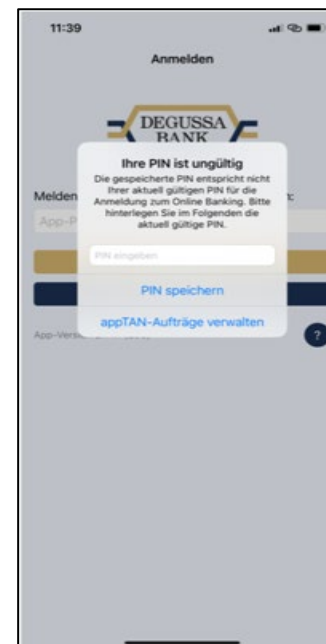 11:39
Anmelden
DEGUSSA
BANK
Ihre PIN ist ungültig
Die gespeicherte PIN entspricht nicht
Ihrer aktuell gültigen PIN für die
Anmeldung zum Online Banking. Bitte
hinterlegen Sie im Folgenden die
aktuell gültige PIN.
Melden
:
App-P
PIN eingeben
PIN speichern
appTAN-Aufträge verwalten
App-Vers
?